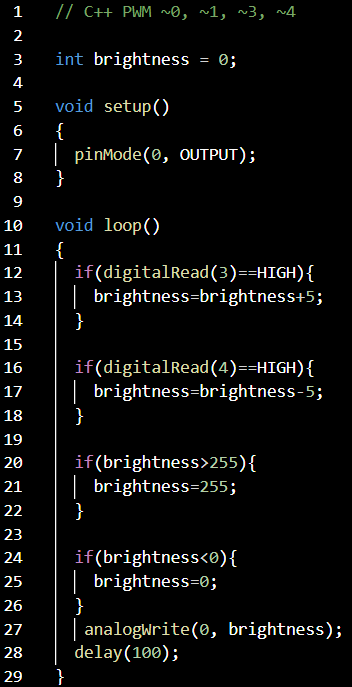 1 // C++ PWM ~0, ~1, ~3, ~4
2
3 int brightness = 0;
4
5 void setup()
6 {
7 pinMode(0, OUTPUT);
8 }
9
10 void loop()
11 {
12 if(digitalRead(3)==HIGH){
13 brightness=brightness+5;
14 }
15
16 if(digitalRead(4)==HIGH){
17 brightness=brightness-5;
18 }
19
20 if(brightness>255){
21 brightness=255;
22 }
23
24 if(brightness<0){
25 brightness=0;
26 }
27 analogWrite(0, brightness);
28 delay(100);
29 }